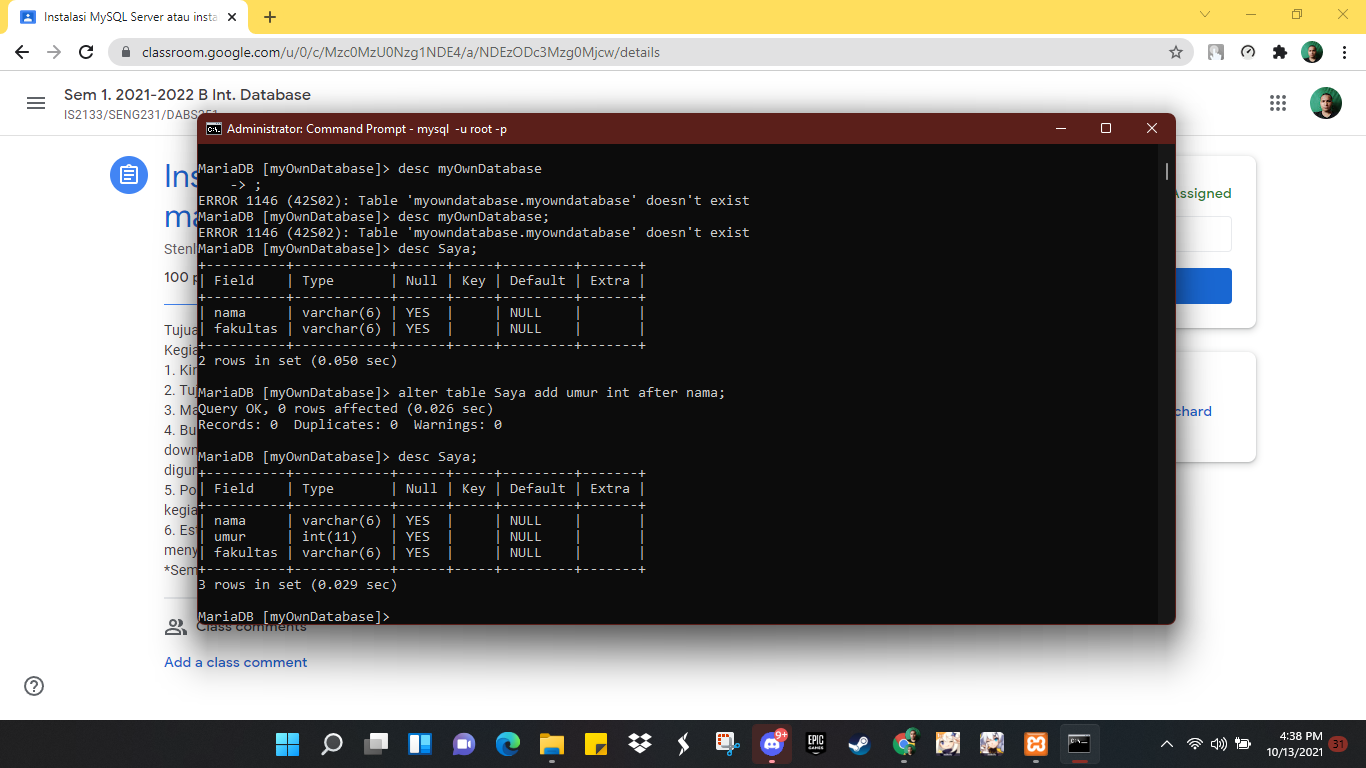 Instalasi MySQL Server atau insta
classroom.google.com/u/0/c/Mzc0MzU0Nzg1NDE4/a/NDEzODc3Mzg0Mjcw/details
Sem 1. 2021-2022 B Int. Database
IS2133/SENG231/DABS251
Administrator: Command Prompt - mysql  -u root -p
MariaDB [myOwnDatabase]> desc myOwnDatabase
    -> ;
ERROR 1146 (42S02): Table 'myowndatabase.myowndatabase' doesn't exist
MariaDB [myOwnDatabase]> desc myOwnDatabase;
ERROR 1146 (42S02): Table 'myowndatabase.myowndatabase' doesn't exist
MariaDB [myOwnDatabase]> desc Saya;
+----------+------------+------+-----+---------+-------+
| Field    | Type       | Null | Key | Default | Extra |
+----------+------------+------+-----+---------+-------+
| nama     | varchar(6) | YES  |     | NULL    |       |
| fakultas | varchar(6) | YES  |     | NULL    |       |
+----------+------------+------+-----+---------+-------+
2 rows in set (0.050 sec)
MariaDB [myOwnDatabase]> alter table Saya add umur int after nama;
Query OK, 0 rows affected (0.026 sec)
Records: 0  Duplicates: 0  Warnings: 0
MariaDB [myOwnDatabase]> desc Saya;
+----------+------------+------+-----+---------+-------+
| Field    | Type       | Null | Key | Default | Extra |
+----------+------------+------+-----+---------+-------+
| nama     | varchar(6) | YES  |     | NULL    |       |
| umur     | int(11)    | YES  |     | NULL    |       |
| fakultas | varchar(6) | YES  |     | NULL    |       |
+----------+------------+------+-----+---------+-------+
3 rows in set (0.029 sec)
MariaDB [myOwnDatabase]>
Ins
ma
Stenl
100 p
Tujua
Kegia
1. Kir
2. Tu
3. Ma
4. Bu
down
digur
5. Po
kegia
6. Es
meny
*Sem
Assigned
chard
Class comments
Add a class comment
9+
EPIC
GAMES
4:38 PM
10/13/2021
31